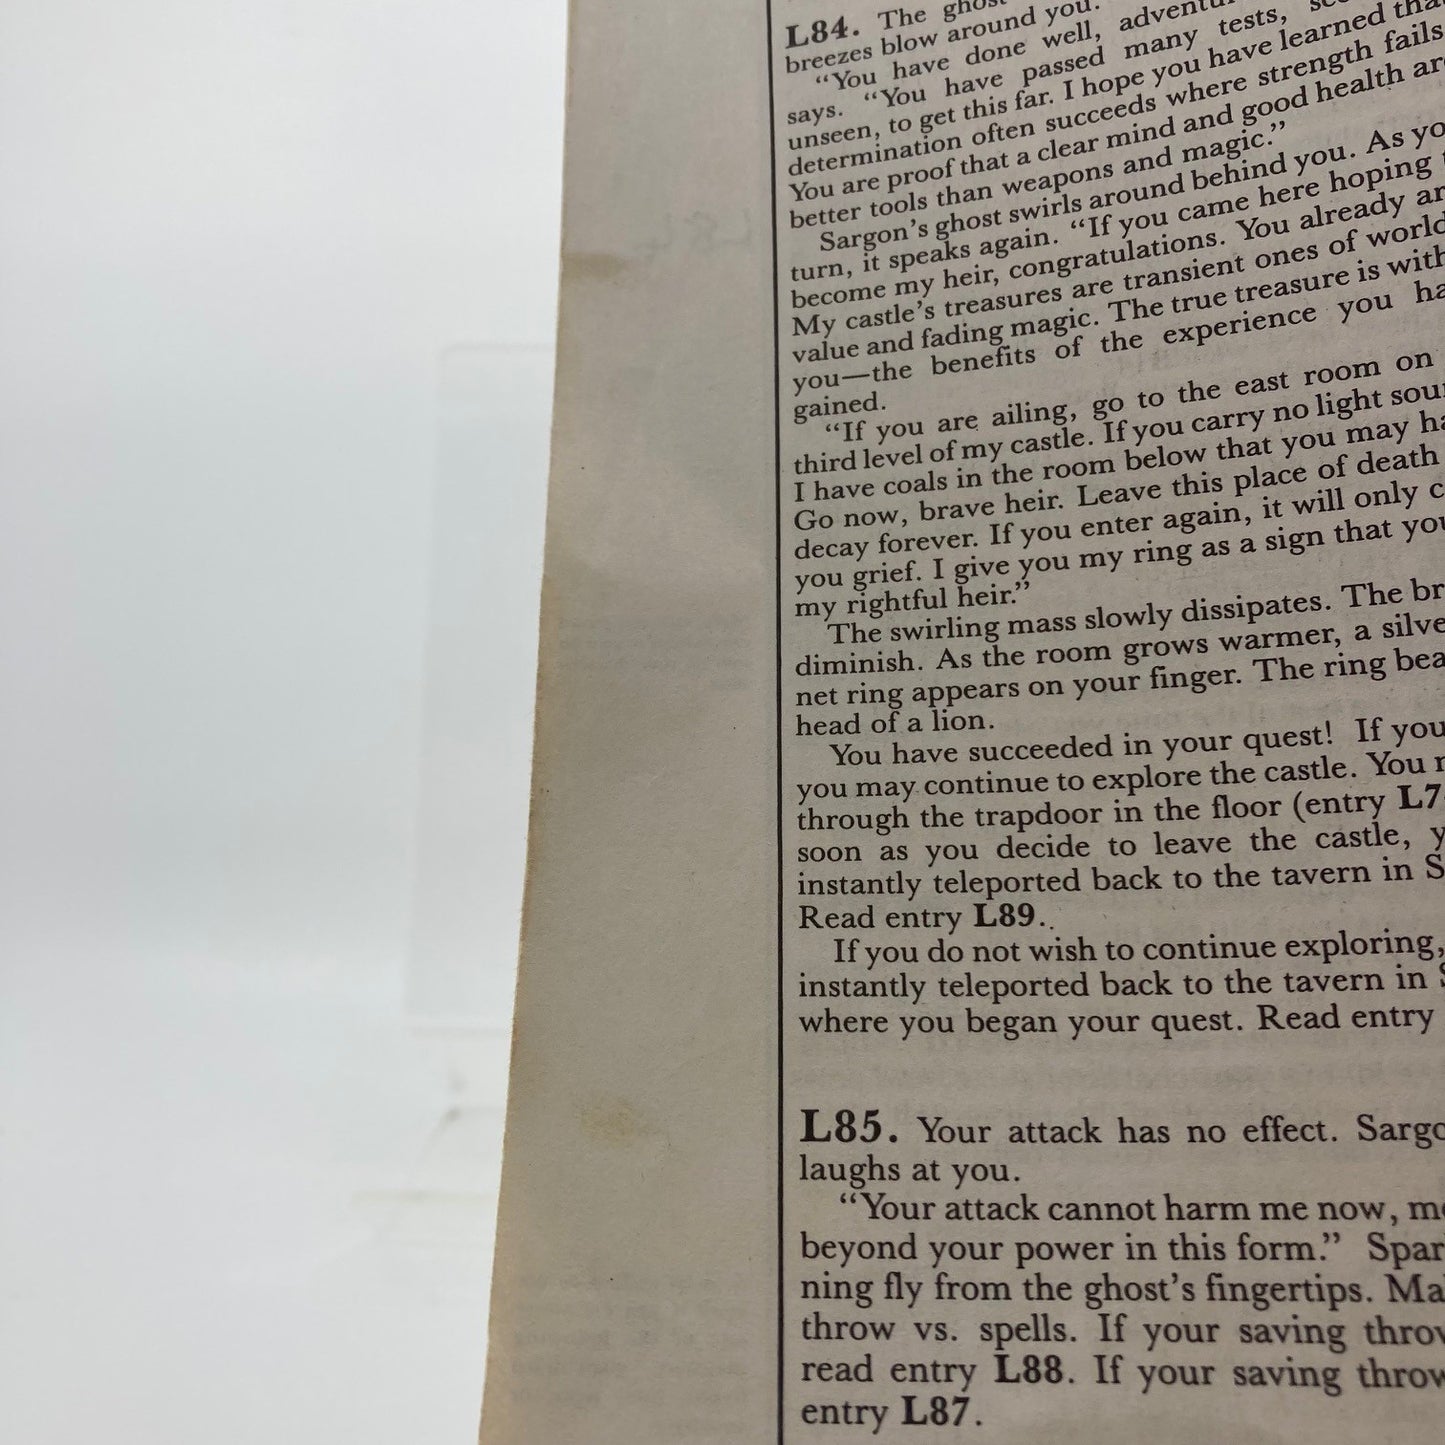 L84. The ghost
breezes blow around you.
"You have done well,
says. "You have passed many tests,
unseen, to get this far. I hope you have learned
determination often succeeds where strength fails
You are proof that a clear mind and good health
better tools than weapons and magic."
Sargon's ghost swirls around behind you. As
turn, it speaks again. "If you came here hoping
become my heir, congratulations. You already
My castle's treasures are transient ones of world
value and fading magic. The true treasure is
you—the benefits of the experience you
gained.
"If you are ailing, go to the east room on
third level of my castle. If you carry no light
I have coals in the room below that you may
Go now, brave heir. Leave this place of death
decay forever. If you enter again, it will only
you grief. I give you my ring as a sign that
my rightful heir."
The swirling mass slowly dissipates. The br
diminish. As the room grows warmer, a silve
net ring appears on your finger. The ring bea
head of a lion.
You have succeeded in your quest! If you
you may continue to explore the castle. You
through the trapdoor in the floor (entry L7
soon as you decide to leave the castle, y
instantly teleported back to the tavern in S
Read entry L89.
If you do not wish to continue exploring,
instantly teleported back to the tavern in
where you began your quest. Read entry
L85. Your attack has no effect. Sargo
laughs at you.
"Your attack cannot harm me now, mo
beyond your power in this form." Spar
ning fly from the ghost's fingertips. Ma
throw vs. spells. If your saving throw
read entry L88. If your saving throw
entry L87.